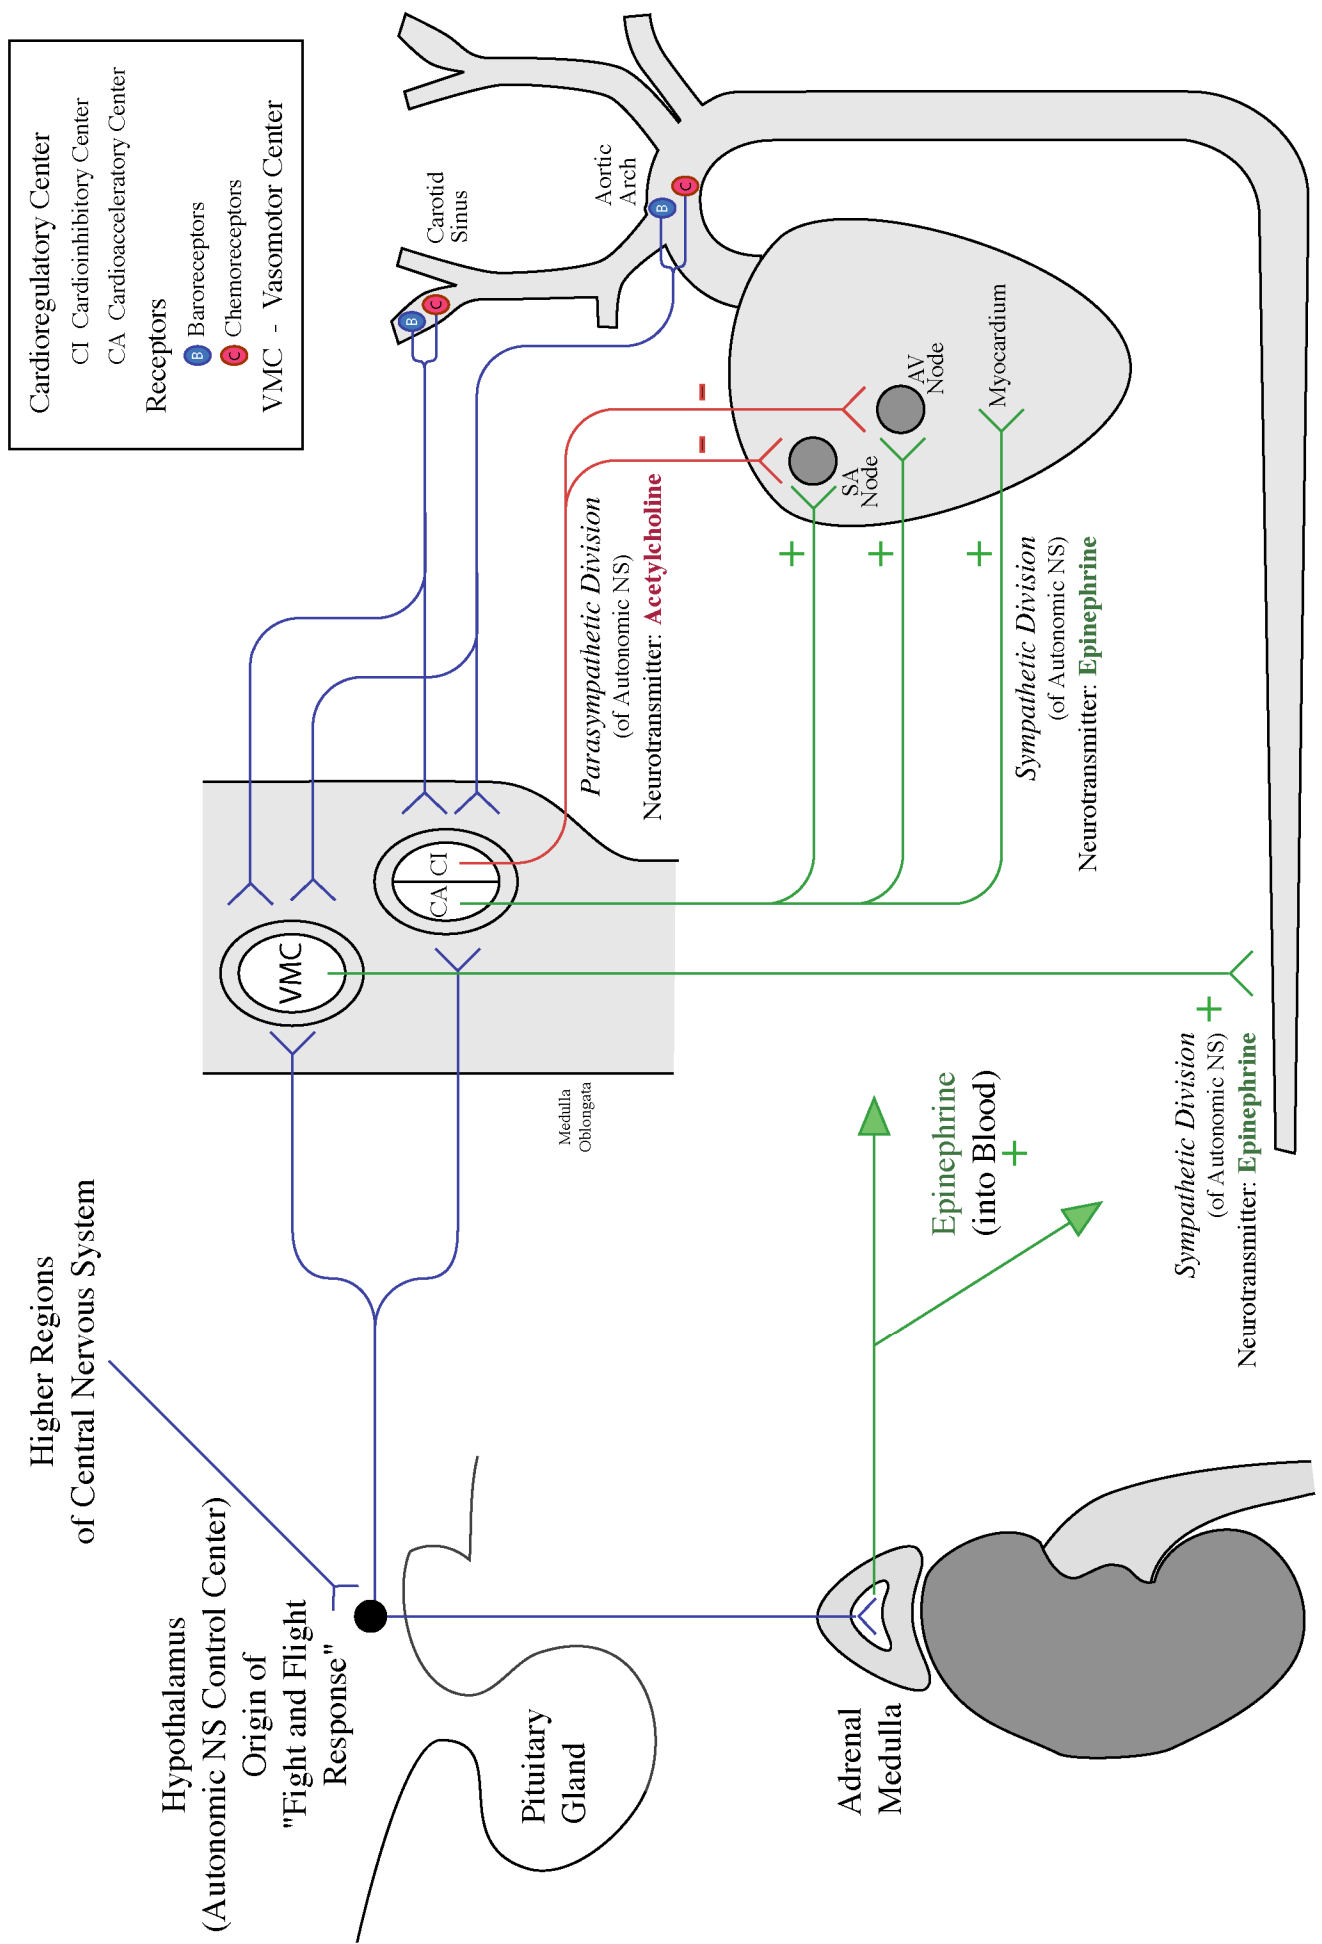 Higher Regions
of Central Nervous System
Hypothalamus
(Autonomic NS Control Center)
Origin of
"Fight and Flight
Response"
Pituitary
Gland
Adrenal
Medulla
Medulla
Oblongata
VMC
CA
CI
Epinephrine
(into Blood)
+
Sympathetic Division
(of Autonomic NS)
Neurotransmitter: Epinephrine
+
Parasympathetic Division
(of Autonomic NS)
Neurotransmitter: Acetylcholine
-
-
+
+
+
Sympathetic Division
(of Autonomic NS)
Neurotransmitter: Epinephrine
SA
Node
AV
Node
Myocardium
Carotid
Sinus
B
C
Aortic
Arch
B
C
Cardioregulatory Center
CI Cardioinhibitory Center
CA Cardioacceleratory Center
Receptors
B Baroreceptors
C Chemoreceptors
VMC - Vasomotor Center